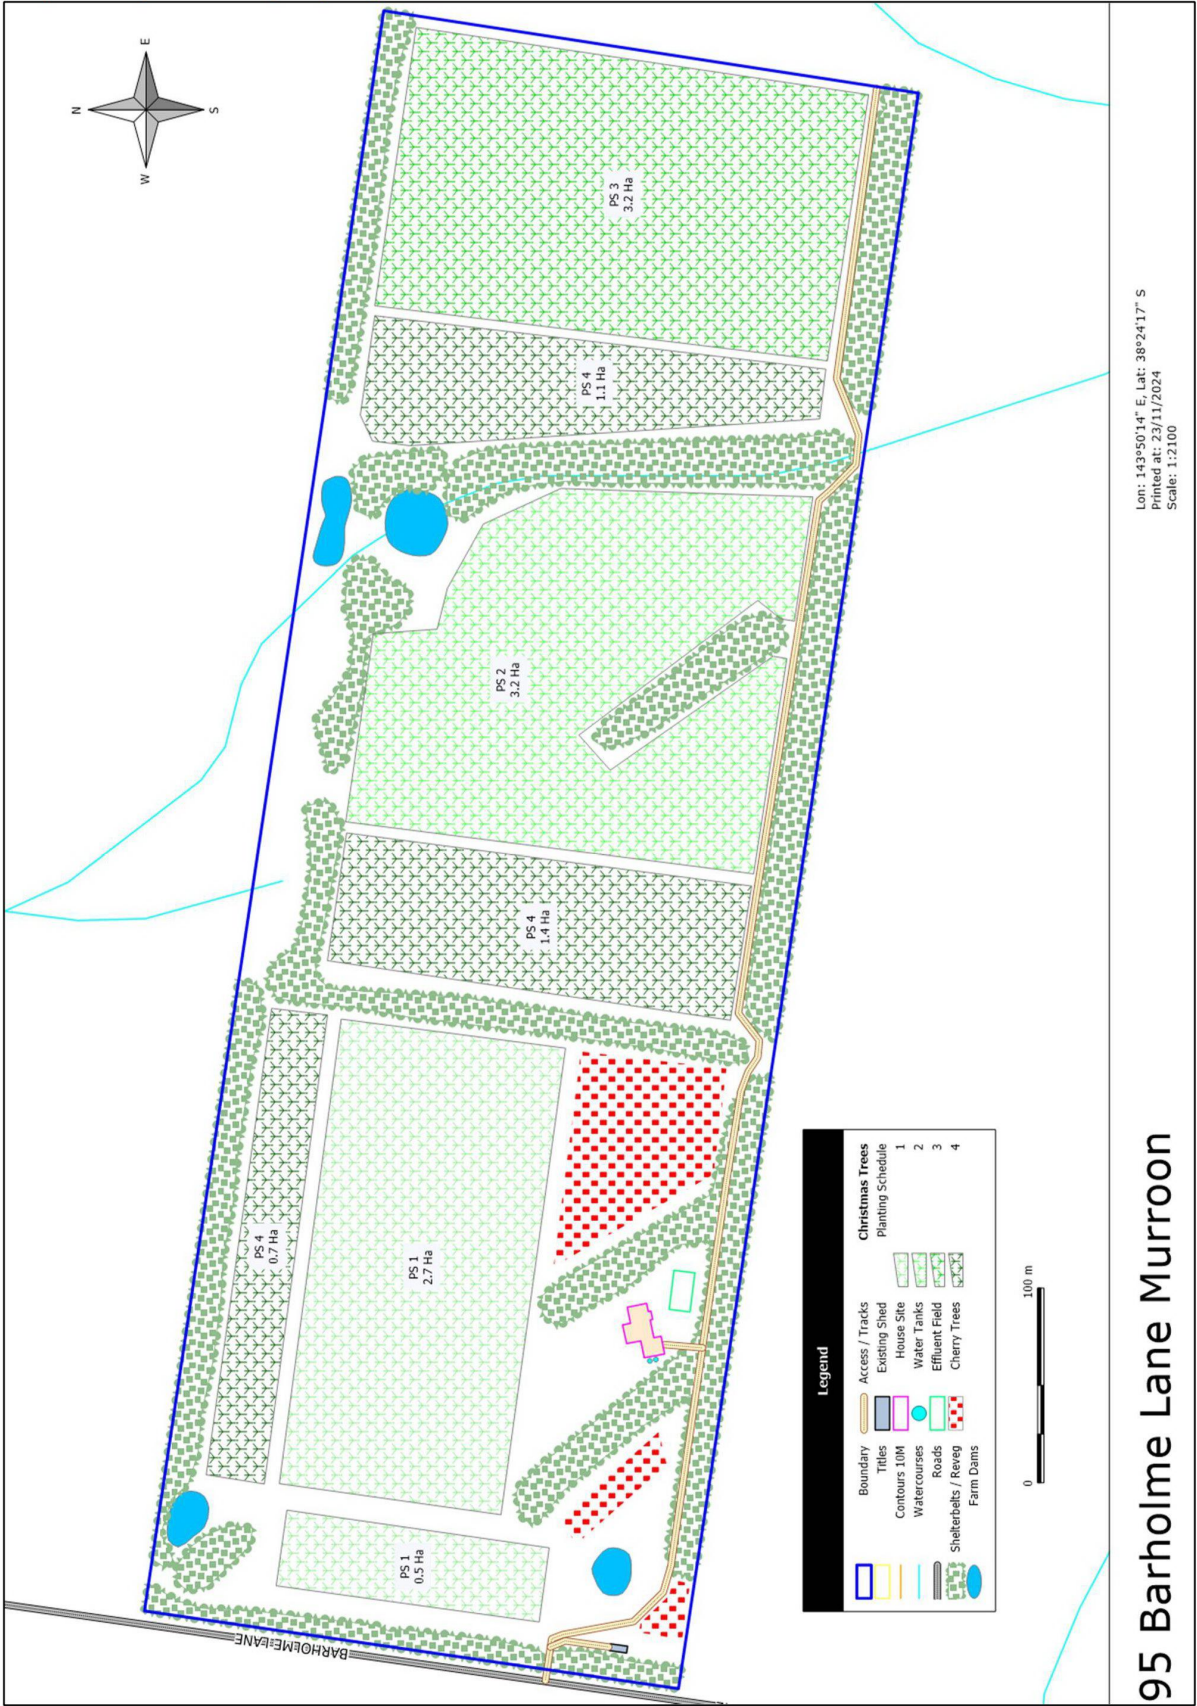 95 Barholme Lane Murroon
Lon: 143°50'14" E, Lat: 38°24'17" S
Printed at: 23/11/2024
Scale: 1:2100
N
E
S
W
BARHOLME LANE
PS 4
0.7 Ha
PS 1
2.7 Ha
PS 1
0.5 Ha
PS 4
1.4 Ha
PS 2
3.2 Ha
PS 4
1.1 Ha
PS 3
3.2 Ha
Legend
Boundary
Titles
Contours 10M
Watercourses
Roads
Shelterbelts / Reveg
Farm Dams
Access / Tracks
Existing Shed
House Site
Water Tanks
Effluent Field
Cherry Trees
Christmas Trees
Planting Schedule
1
2
3
4
0 100 m